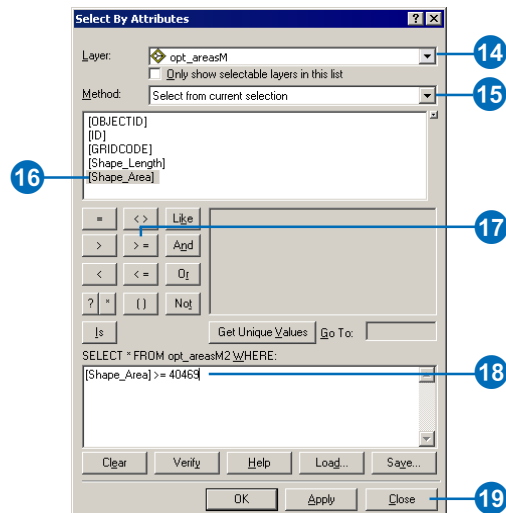 Select By Attributes
Layer: opt_areasM 14
Only show selectable layers in this list
Method: Select from current selection 15
[OBJECTID]
[ID]
[GRIDCODE]
[Shape_Length]
16 [Shape_Area]
= <> Like
> >= And 17
< <= Or
? * () Not
Is Get Unique Values Go To:
SELECT * FROM opt_areasM2 WHERE:
[Shape_Area] >= 40469 18
Clear Verify Help Load... Save...
OK Apply Close 19